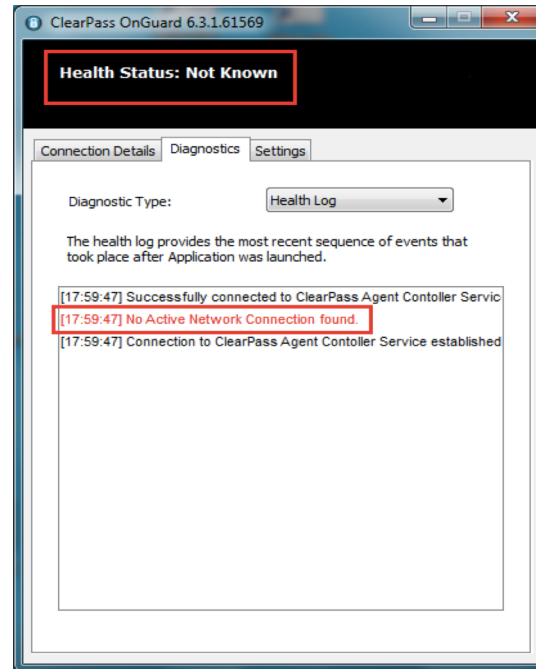 ClearPass OnGuard 6.3.1.61569
Health Status: Not Known
Connection Details Diagnostics Settings
Diagnostic Type: Health Log
The health log provides the most recent sequence of events that
took place after Application was launched.
[17:59:47] Successfully connected to ClearPass Agent Contoller Servic
[17:59:47] No Active Network Connection found.
[17:59:47] Connection to ClearPass Agent Contoller Service established